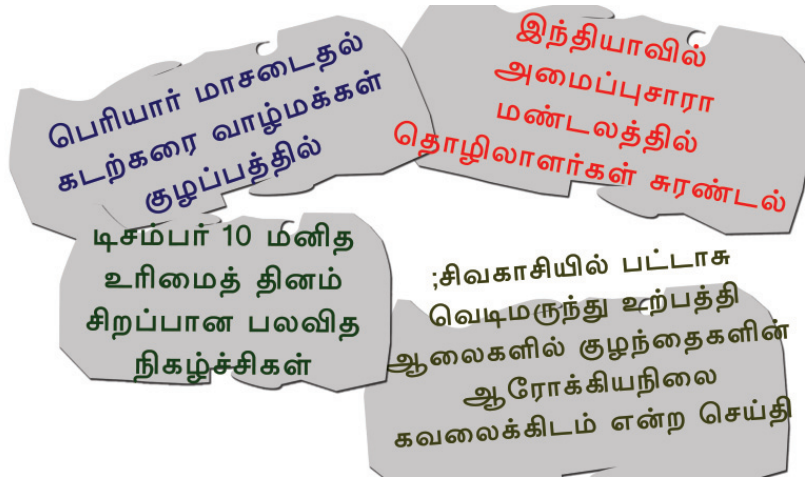 பெரியார் மாசடைதல்
கடற்கரை வாழ்மக்கள்
குழப்பத்தில்
இந்தியாவில்
அமைப்புசாரா
மண்டலத்தில்
தொழிலாளர்கள் சுரண்டல்
டிசம்பர் 10 மனித
உரிமைத் தினம்
சிறப்பான பலவித
நிகழ்ச்சிகள்
;சிவகாசியில் பட்டாசு
வெடிமருந்து உற்பத்தி
ஆலைகளில் குழந்தைகளின்
ஆரோக்கியநிலை
கவலைக்கிடம் என்ற செய்தி